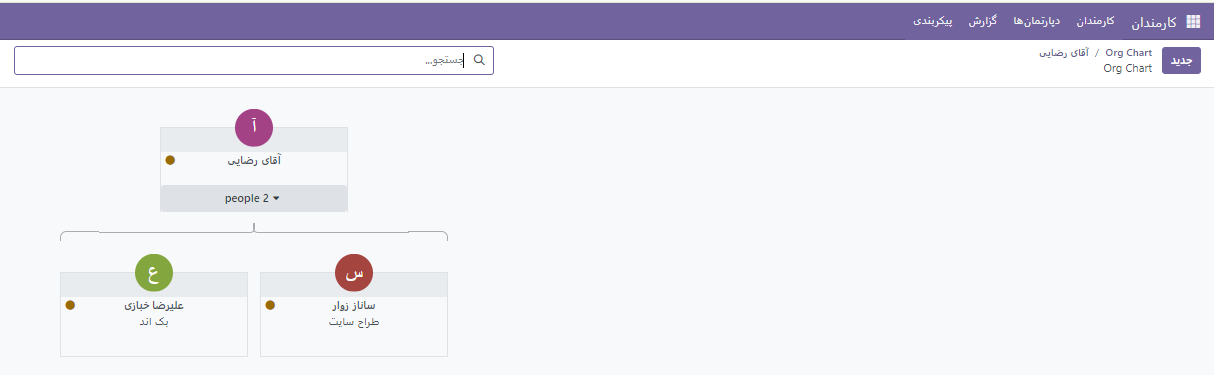 کارمندان کارمندان دپارتمان‌ها گزارش پیکربندی
جدید
Org Chart / آقای رضایی
Org Chart
جستجو...
آ
آقای رضایی
people 2
س
ساناز زوار
طراح سایت
ع
علیرضا خبازی
بک اند